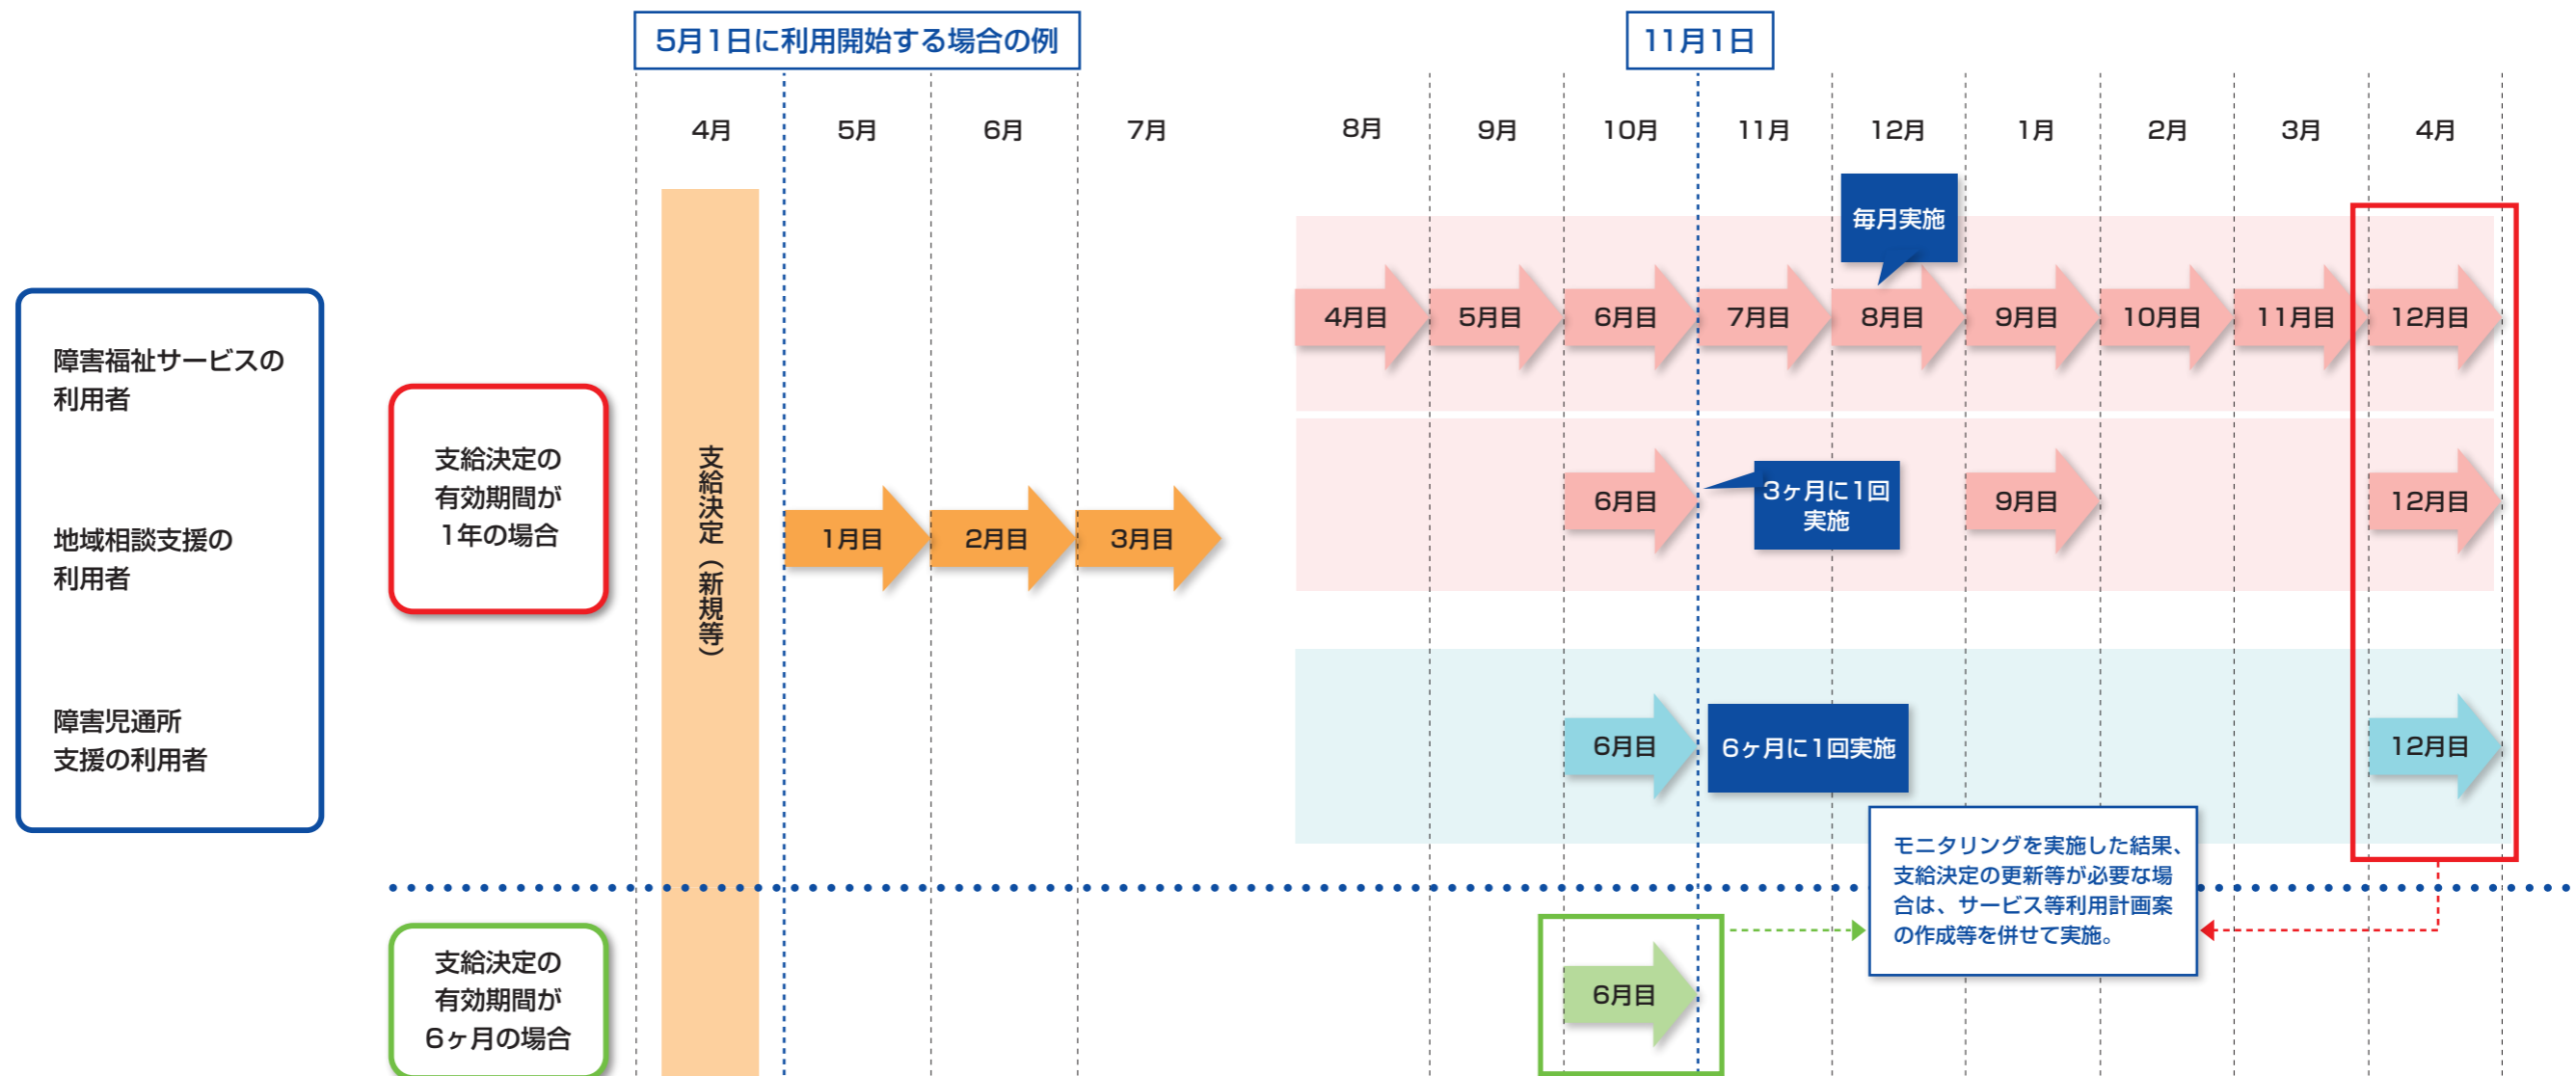 5月1日に利用開始する場合の例
11月1日
4月
5月
6月
7月
8月
9月
10月
11月
12月
1月
2月
3月
4月
障害福祉サービスの
利用者
地域相談支援の
利用者
障害児通所
支援の利用者
支給決定の
有効期間が
1年の場合
支給決定（新規等）
1月目
2月目
3月目
毎月実施
4月目
5月目
6月目
7月目
8月目
9月目
10月目
11月目
12月目
6月目
3ヶ月に1回
実施
9月目
12月目
6月目
6ヶ月に1回実施
12月目
モニタリングを実施した結果、
支給決定の更新等が必要な場
合は、サービス等利用計画案
の作成等を併せて実施。
支給決定の
有効期間が
6ヶ月の場合
6月目